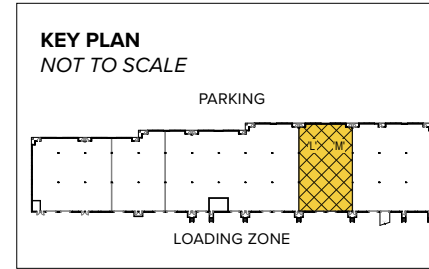 KEY PLAN
NOT TO SCALE
PARKING
'L' 'M'
LOADING ZONE